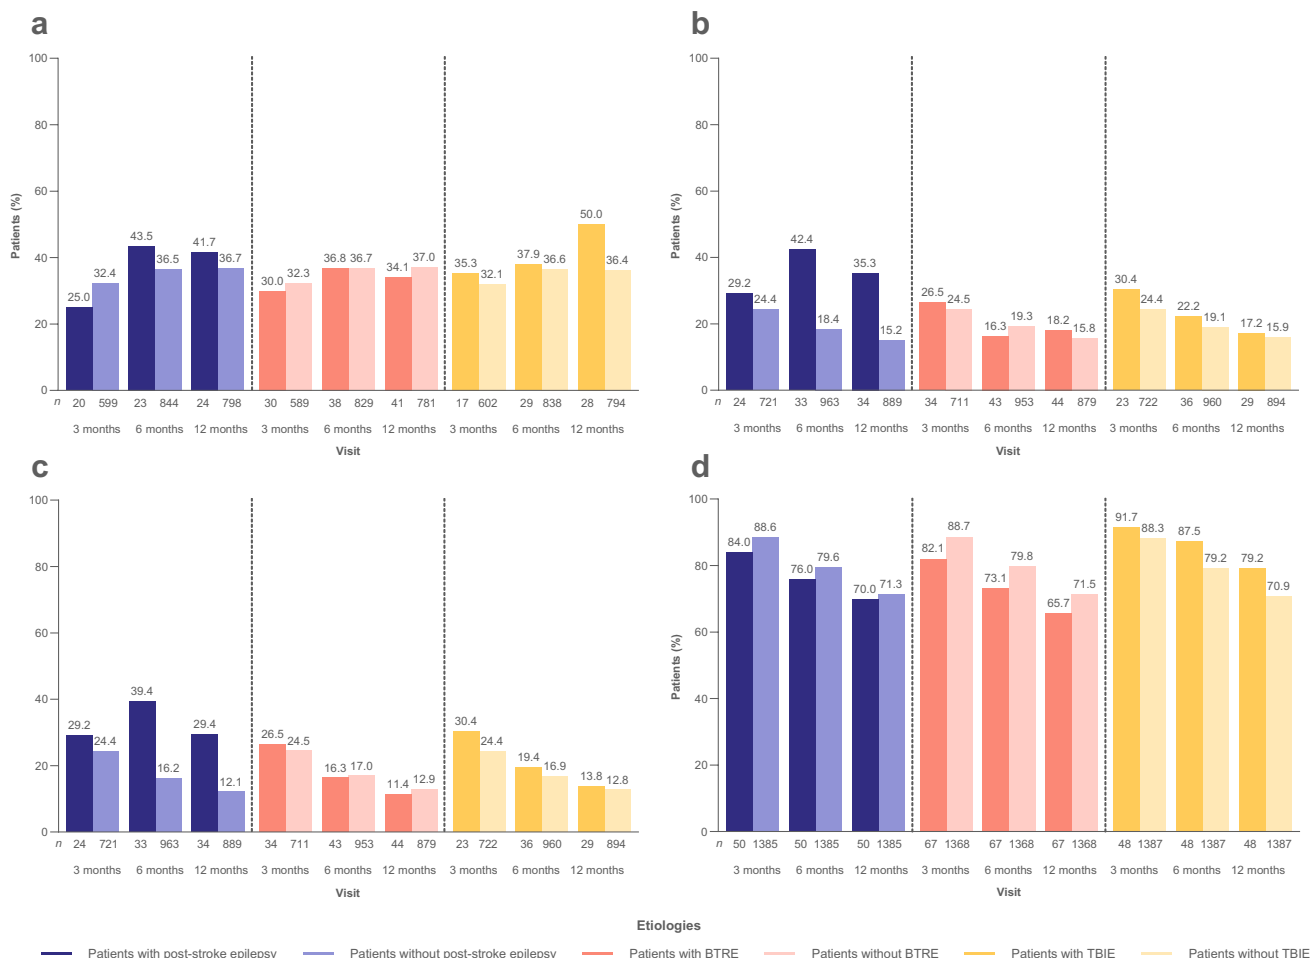 a
100
80
60
40
20
0
Patients (%)
25.0 32.4 43.5 36.5 41.7 36.7 30.0 32.3 36.8 36.7 34.1 37.0 35.3 32.1 37.9 36.6 50.0 36.4
n 20 599 23 844 24 798 30 589 38 829 41 781 17 602 29 838 28 794
3 months 6 months 12 months 3 months 6 months 12 months 3 months 6 months 12 months
Visit
b
100
80
60
40
20
0
Patients (%)
29.2 24.4 42.4 18.4 35.3 15.2 26.5 24.5 16.3 19.3 18.2 15.8 30.4 24.4 22.2 19.1 17.2 15.9
n 24 721 33 963 34 889 34 711 43 953 44 879 23 722 36 960 29 894
3 months 6 months 12 months 3 months 6 months 12 months 3 months 6 months 12 months
Visit
c
100
80
60
40
20
0
29.2 24.4 39.4 16.2 29.4 12.1 26.5 24.5 16.3 17.0 11.4 12.9 30.4 24.4 19.4 16.9 13.8 12.8
n 24 721 33 963 34 889 34 711 43 953 44 879 23 722 36 960 29 894
3 months 6 months 12 months 3 months 6 months 12 months 3 months 6 months 12 months
Visit
d
100
80
60
40
20
0
Patients (%)
84.0 88.6 76.0 79.6 70.0 71.3 82.1 88.7 73.1 79.8 65.7 71.5 91.7 88.3 87.5 79.2 79.2 70.9
n 50 1385 50 1385 50 1385 67 1368 67 1368 67 1368 48 1387 48 1387 48 1387
3 months 6 months 12 months 3 months 6 months 12 months 3 months 6 months 12 months
Visit
Etiologies
Patients with post-stroke epilepsy Patients without post-stroke epilepsy Patients with BTRE Patients without BTRE Patients with TBIE Patients without TBIE